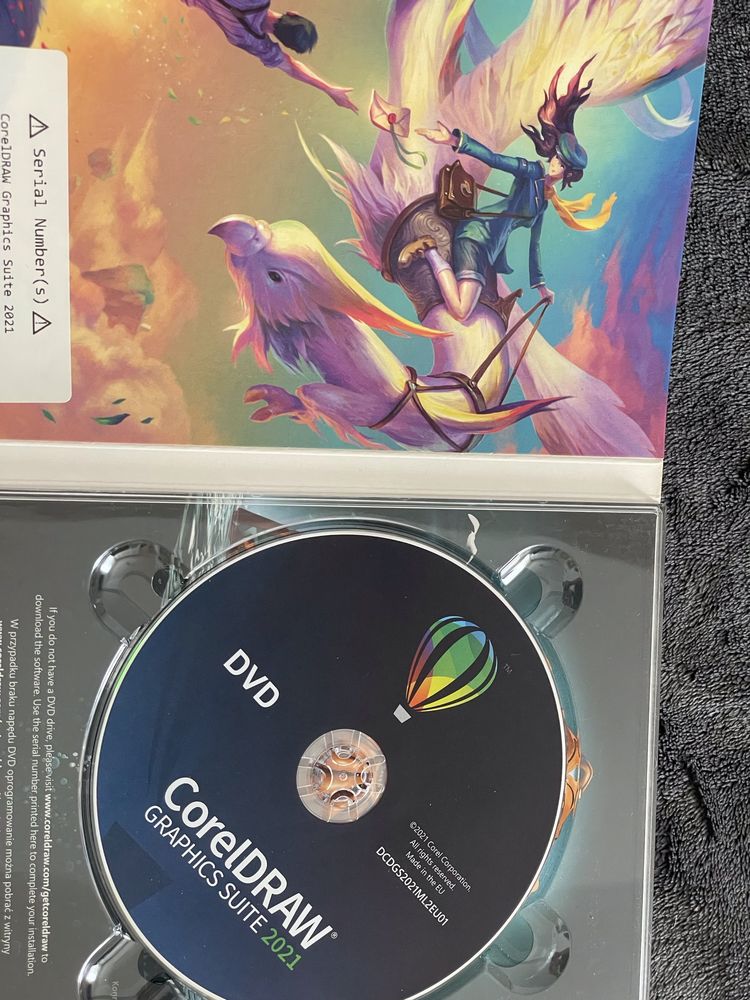 ⚠ Serial Number(s) ⚠
CorelDRAW Graphics Suite 2021
If you do not have a DVD drive, please visit www.coreldraw.com/getcoreldraw to
download the software. Use the serial number printed here to complete your installation.
W przypadku braku napędu DVD oprogramowanie można pobrać z witryny
DVD
TM
CorelDRAW®
GRAPHICS SUITE 2021
©2021 Corel Corporation.
All rights reserved.
Made in the EU
DCDGS2021ML2EU01